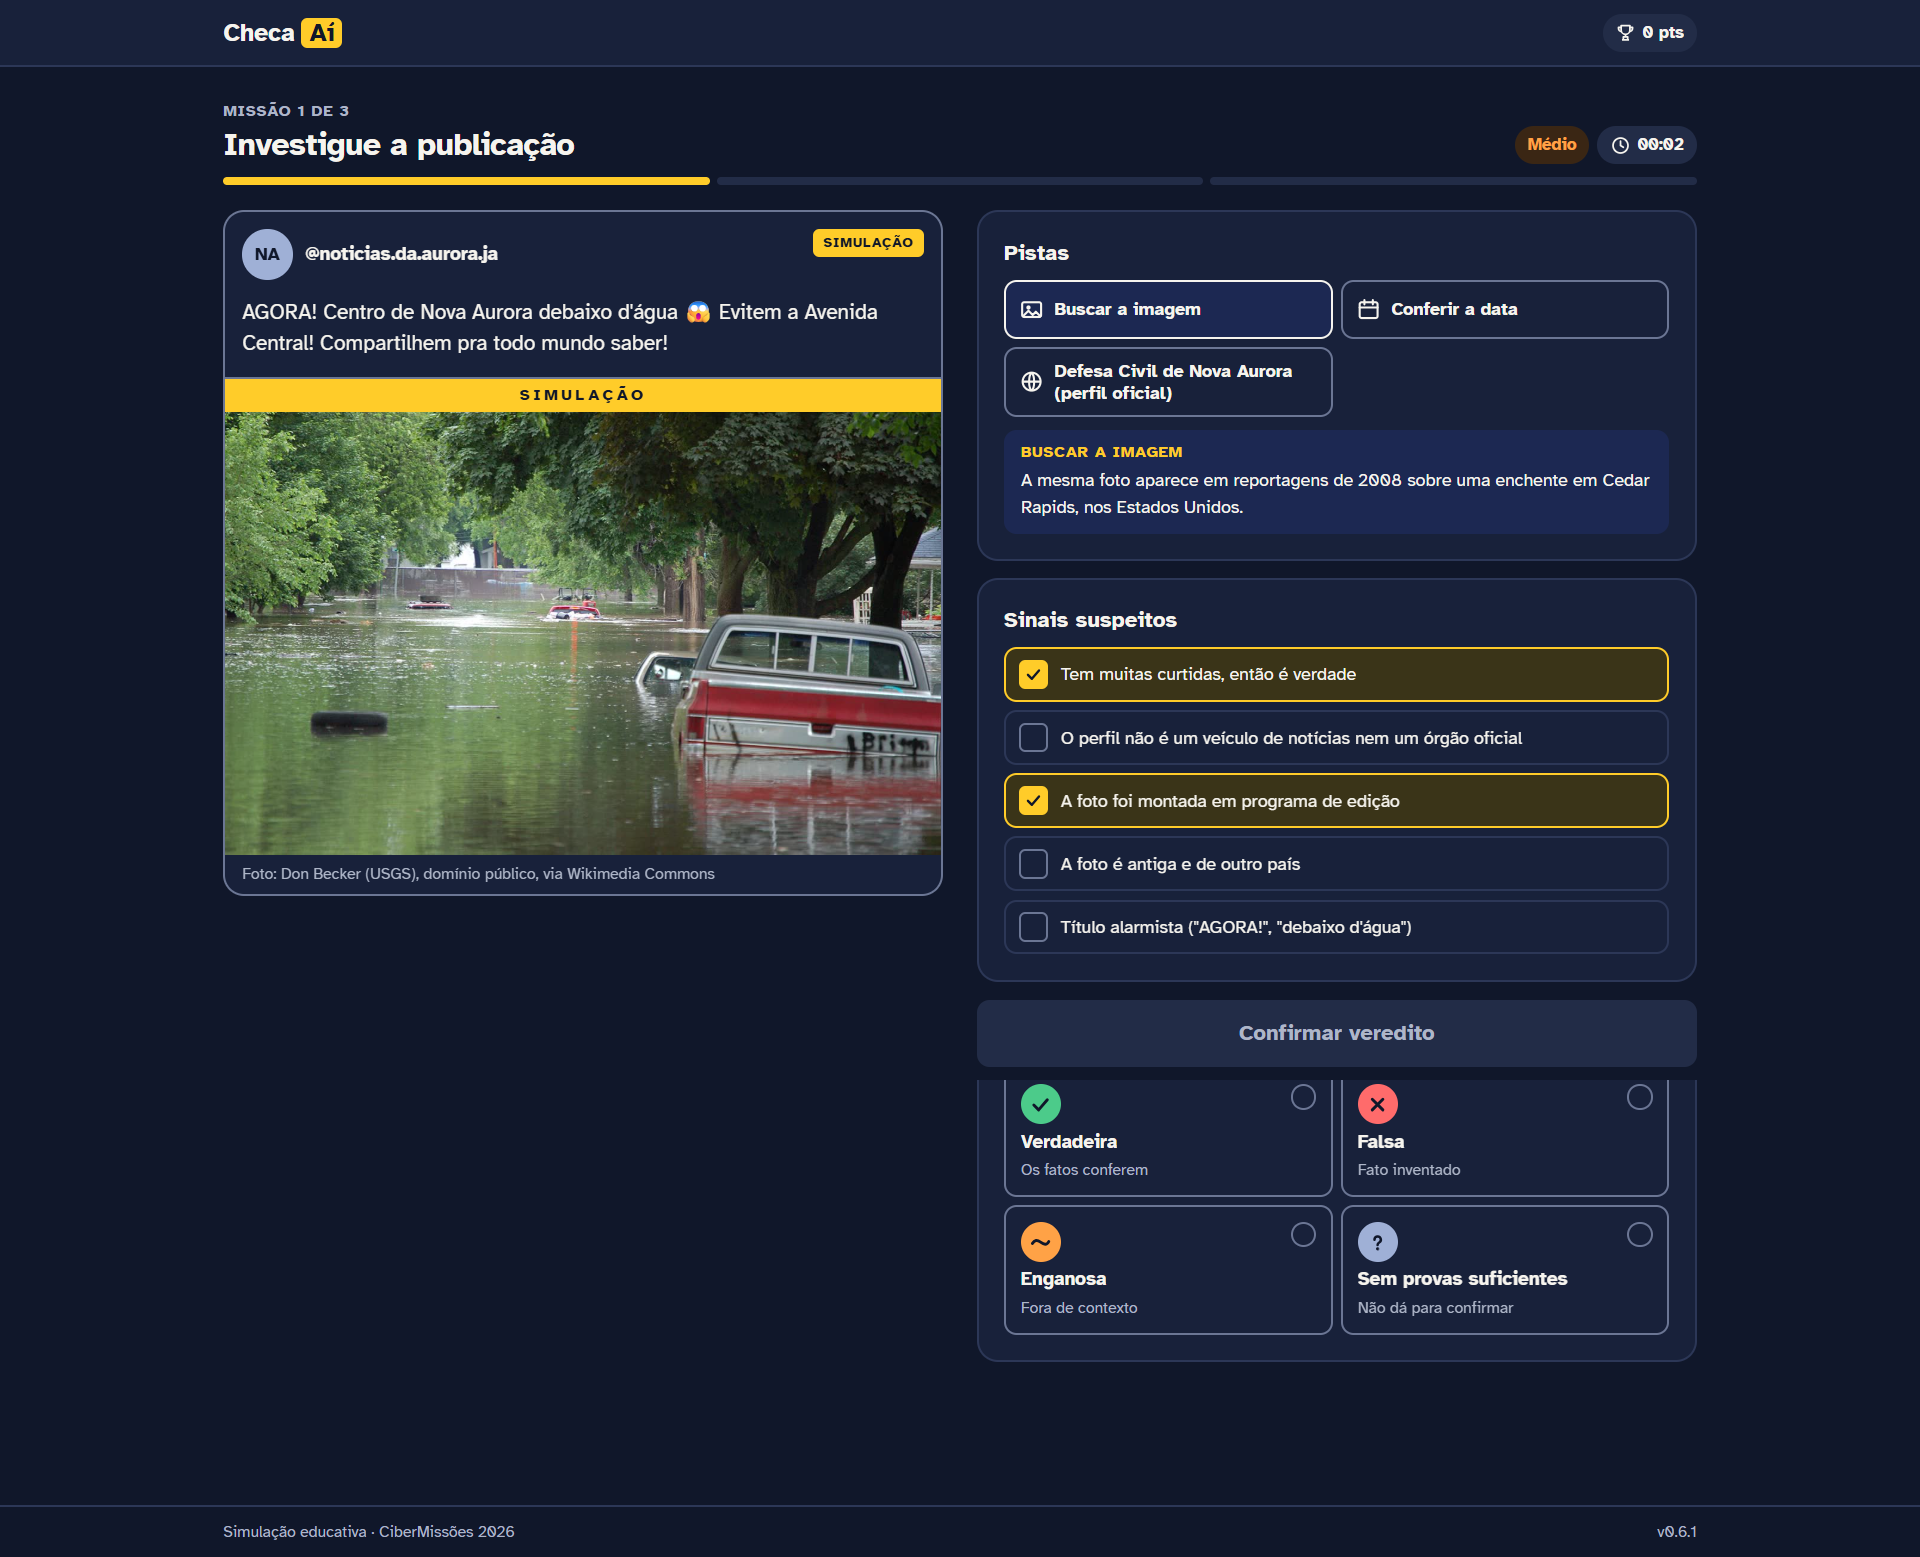 Checa Aí
0 pts
MISSÃO 1 DE 3
Investigue a publicação
Médio
00:02
NA
@noticias.da.aurora.ja
SIMULAÇÃO
AGORA! Centro de Nova Aurora debaixo d'água 😱 Evitem a Avenida
Central! Compartilhem pra todo mundo saber!
SIMULAÇÃO
Foto: Don Becker (USGS), domínio público, via Wikimedia Commons
Pistas
Buscar a imagem
Conferir a data
Defesa Civil de Nova Aurora
(perfil oficial)
BUSCAR A IMAGEM
A mesma foto aparece em reportagens de 2008 sobre uma enchente em Cedar
Rapids, nos Estados Unidos.
Sinais suspeitos
Tem muitas curtidas, então é verdade
O perfil não é um veículo de notícias nem um órgão oficial
A foto foi montada em programa de edição
A foto é antiga e de outro país
Título alarmista ("AGORA!", "debaixo d'água")
Confirmar veredito
Verdadeira
Os fatos conferem
Falsa
Fato inventado
Enganosa
Fora de contexto
?
Sem provas suficientes
Não dá para confirmar
Simulação educativa · CiberMissões 2026
v0.6.1